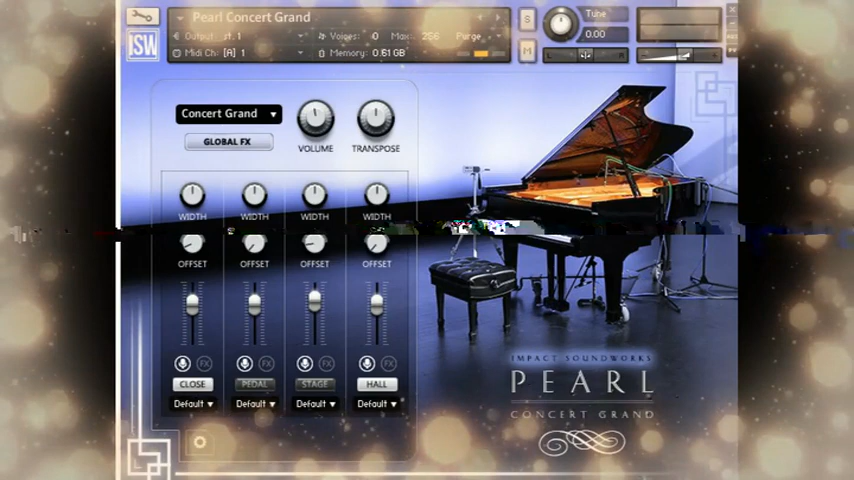 Pearl Concert Grand
Output: st. 1 Voices: 0 Max: 256 Purge
Midi Ch: [A] 1 Memory: 0.61 GB
S
M
Tune
0.00
L R
ISW
Concert Grand
GLOBAL FX
VOLUME TRANSPOSE
WIDTH WIDTH WIDTH WIDTH
OFFSET OFFSET OFFSET OFFSET
FX FX FX FX
CLOSE PEDAL STAGE HALL
Default Default Default Default
IMPACT SOUNDWORKS
PEARL
CONCERT GRAND